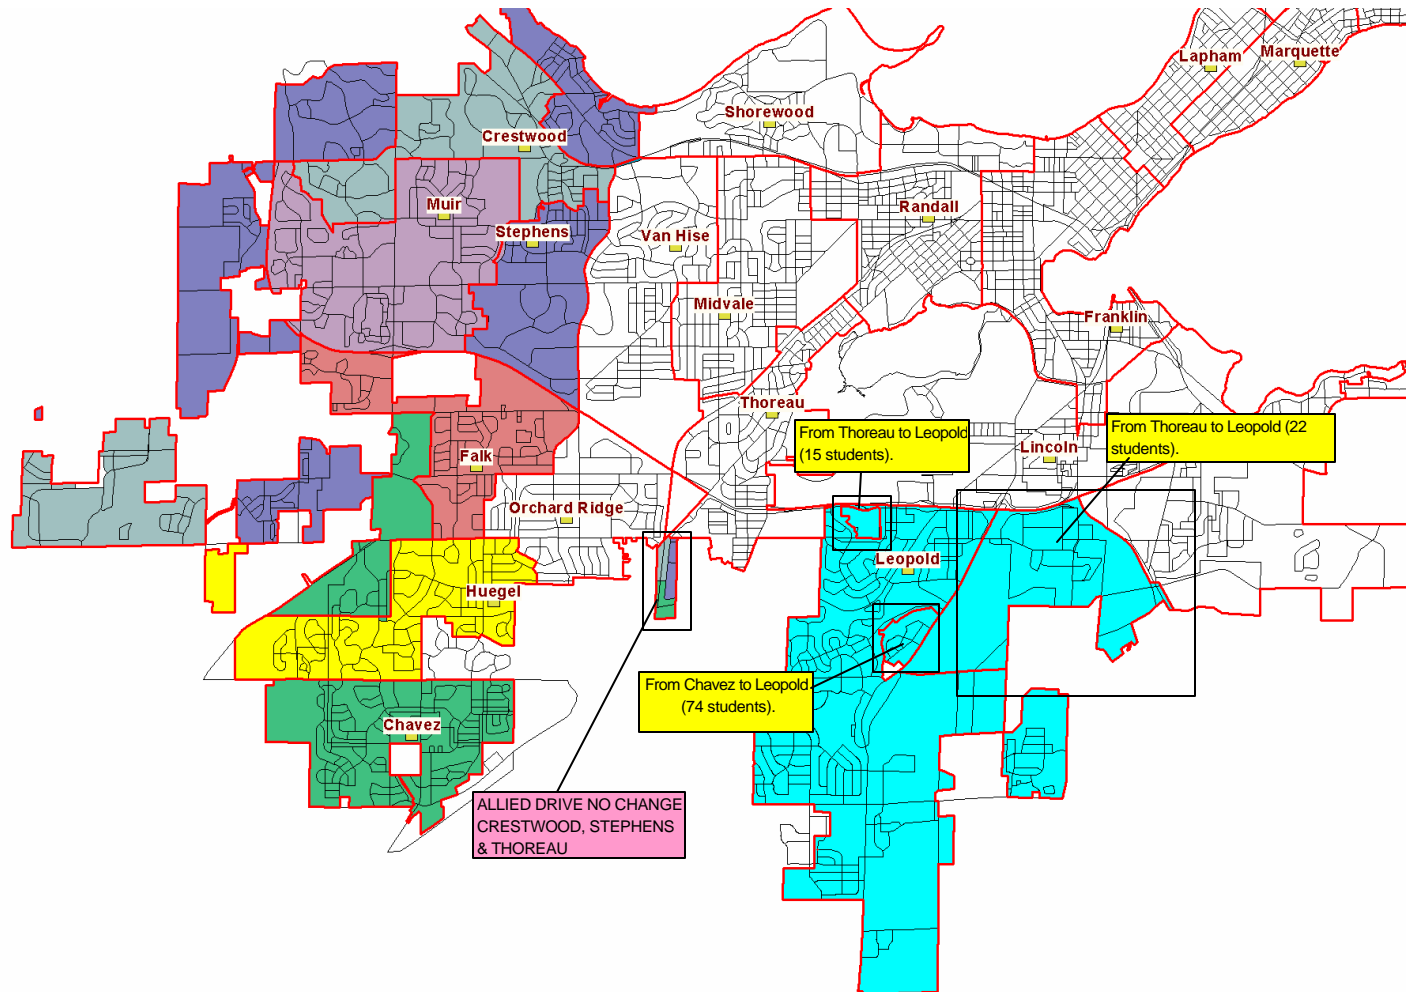 Lapham
Marquette
Shorewood
Crestwood
Muir
Randall
Stephens
Van Hise
Midvale
Franklin
Thoreau
From Thoreau to Leopold
(15 students).
From Thoreau to Leopold (22
students).
Lincoln
Falk
Orchard Ridge
Leopold
Huegel
From Chavez to Leopold
(74 students).
Chavez
ALLIED DRIVE NO CHANGE
CRESTWOOD, STEPHENS
& THOREAU